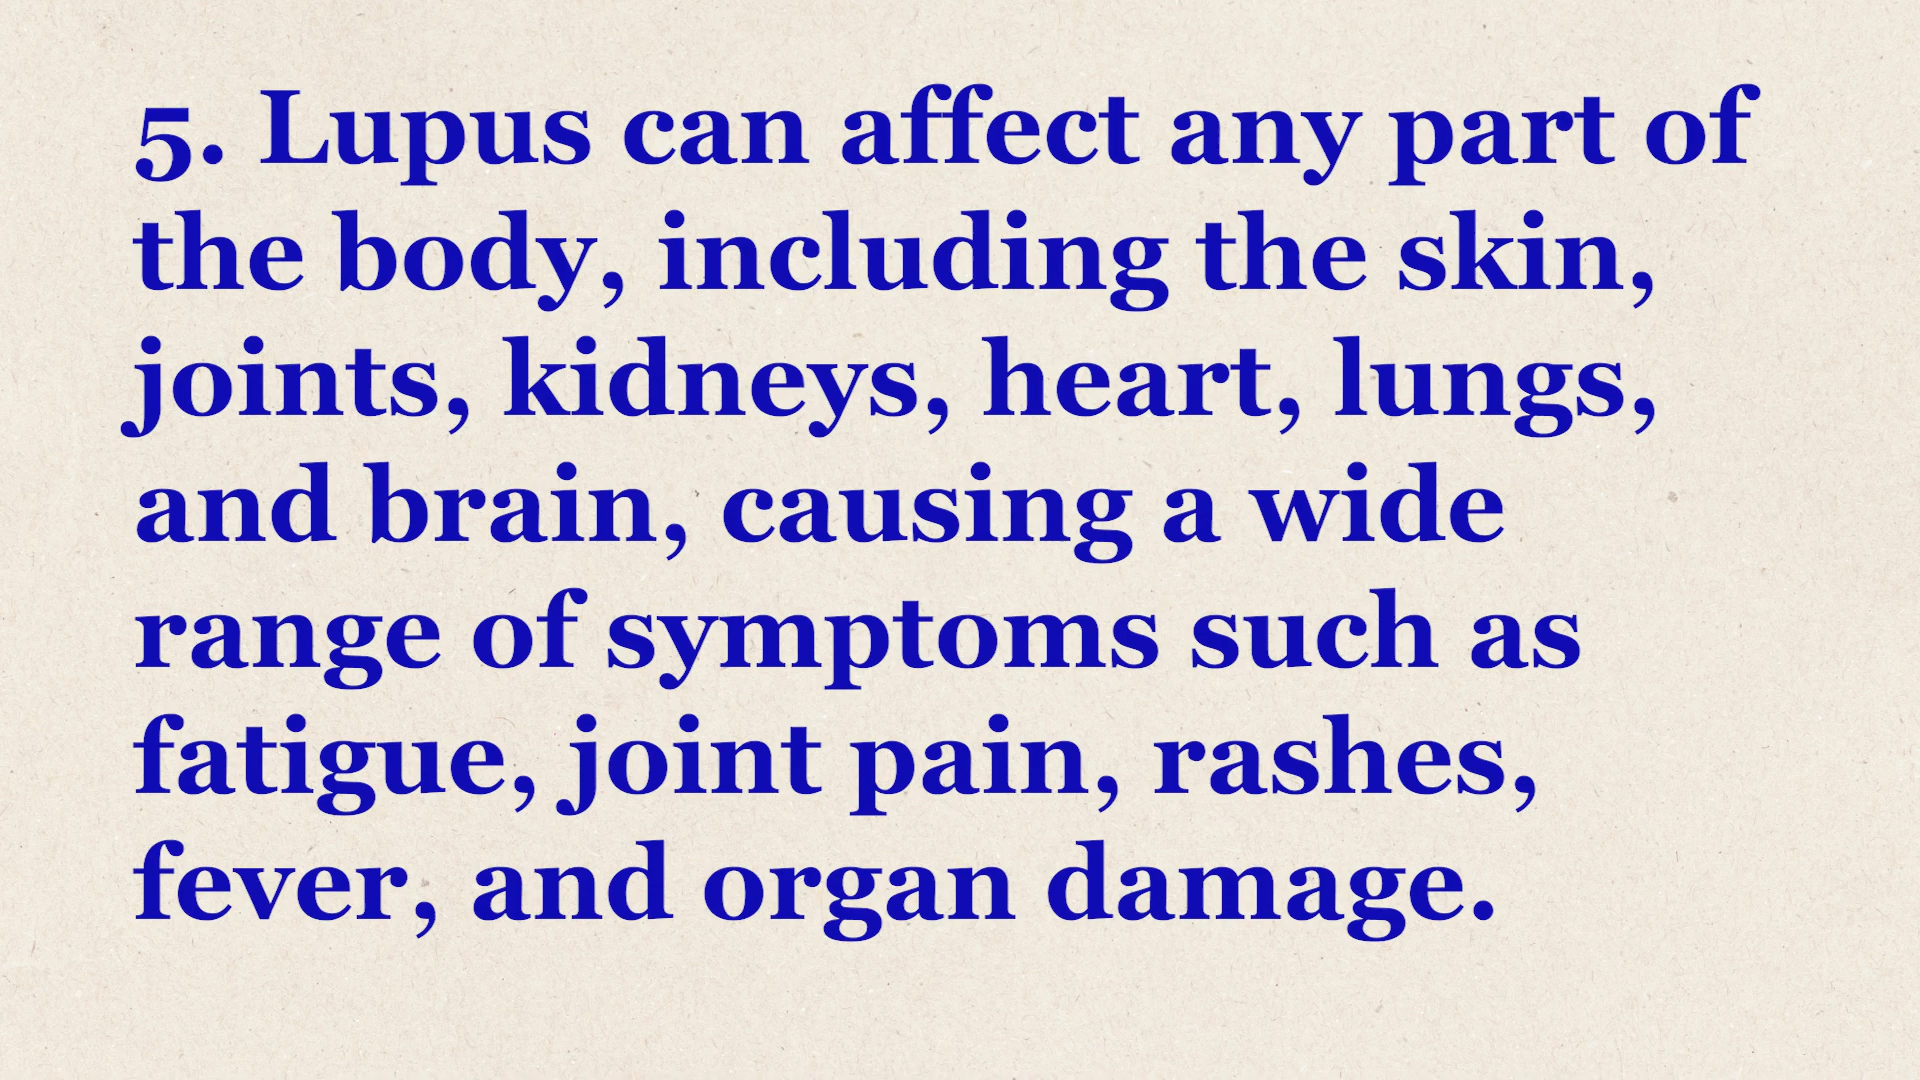 5. Lupus can affect any part of
the body, including the skin,
joints, kidneys, heart, lungs,
and brain, causing a wide
range of symptoms such as
fatigue, joint pain, rashes,
fever, and organ damage.